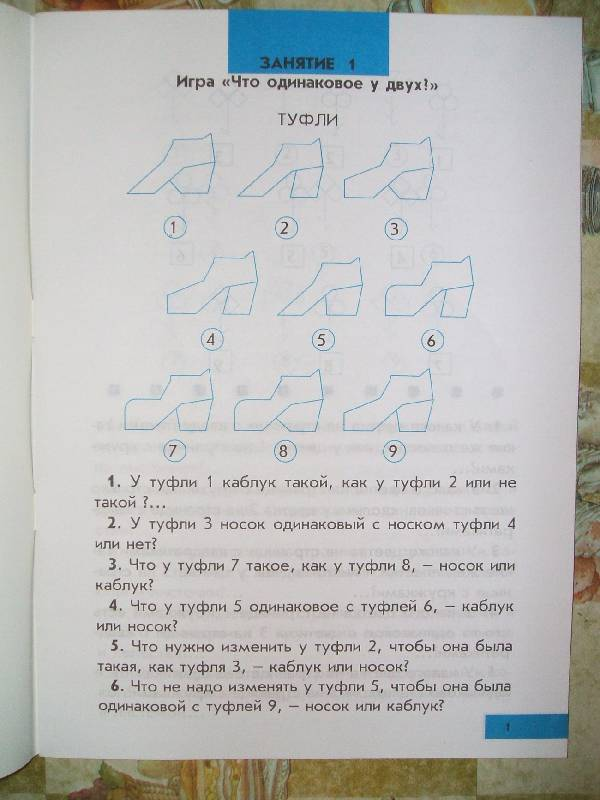 ЗАНЯТИЕ 1
Игра «Что одинаковое у двух?»
ТУФЛИ
1 2 3
4 5 6
7 8 9
1. У туфли 1 каблук такой, как у туфли 2 или не
такой ?...
2. У туфли 3 носок одинаковый с носком туфли 4
или нет?
3. Что у туфли 7 такое, как у туфли 8, – носок или
каблук?
4. Что у туфли 5 одинаковое с туфлей 6, – каблук
или носок?
5. Что нужно изменить у туфли 2, чтобы она была
такая, как туфля 3, – каблук или носок?
6. Что не надо изменять у туфли 5, чтобы она была
одинаковой с туфлей 9, – носок или каблук?
1